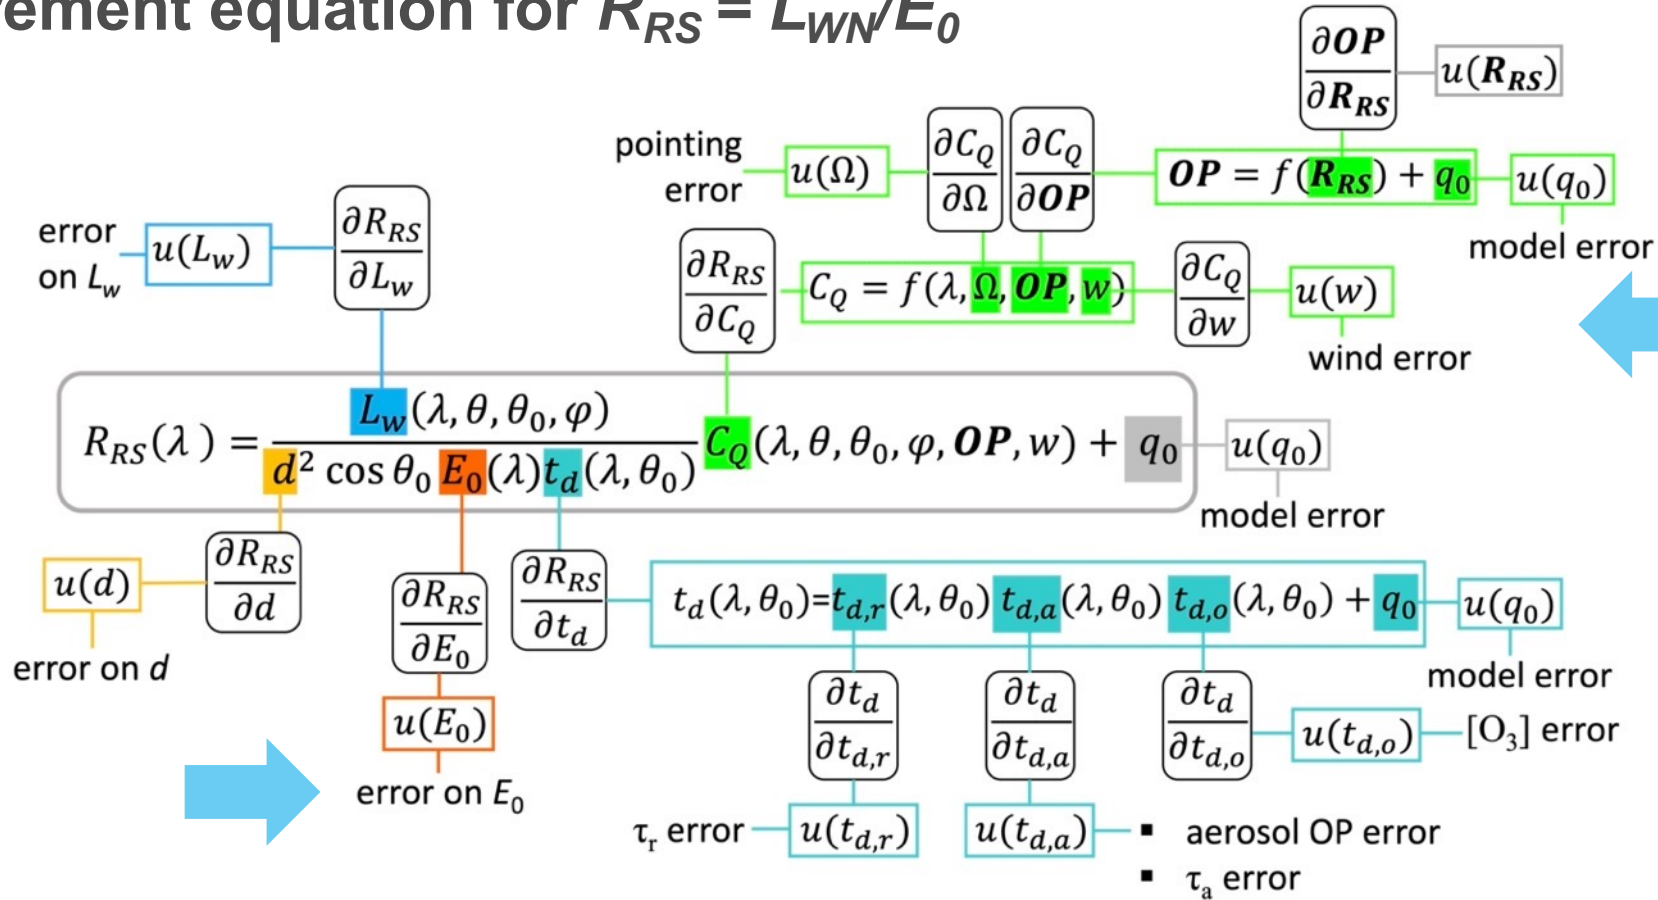 ement equation for R_RS = L_WN/E_0
∂OP/∂R_RS
u(R_RS)
pointing error
u(Ω)
∂C_Q/∂Ω
∂C_Q/∂OP
OP = f(R_RS) + q_0
u(q_0)
model error
error on L_w
u(L_w)
∂R_RS/∂L_w
∂R_RS/∂C_Q
C_Q = f(λ, Ω, OP, w)
∂C_Q/∂w
u(w)
wind error
R_RS(λ ) = L_w(λ, θ, θ_0, φ) / d² cos θ_0 E_0(λ)t_d(λ, θ_0) C_Q(λ, θ, θ_0, φ, OP, w) + q_0
u(q_0)
model error
u(d)
∂R_RS/∂d
error on d
∂R_RS/∂E_0
u(E_0)
error on E_0
∂R_RS/∂t_d
t_d(λ, θ_0)=t_d,r(λ, θ_0) t_d,a(λ, θ_0) t_d,o(λ, θ_0) + q_0
u(q_0)
model error
∂t_d/∂t_d,r
∂t_d/∂t_d,a
∂t_d/∂t_d,o
u(t_d,o)
[O_3] error
τ_r error
u(t_d,r)
u(t_d,a)
▪ aerosol OP error
▪ τ_a error